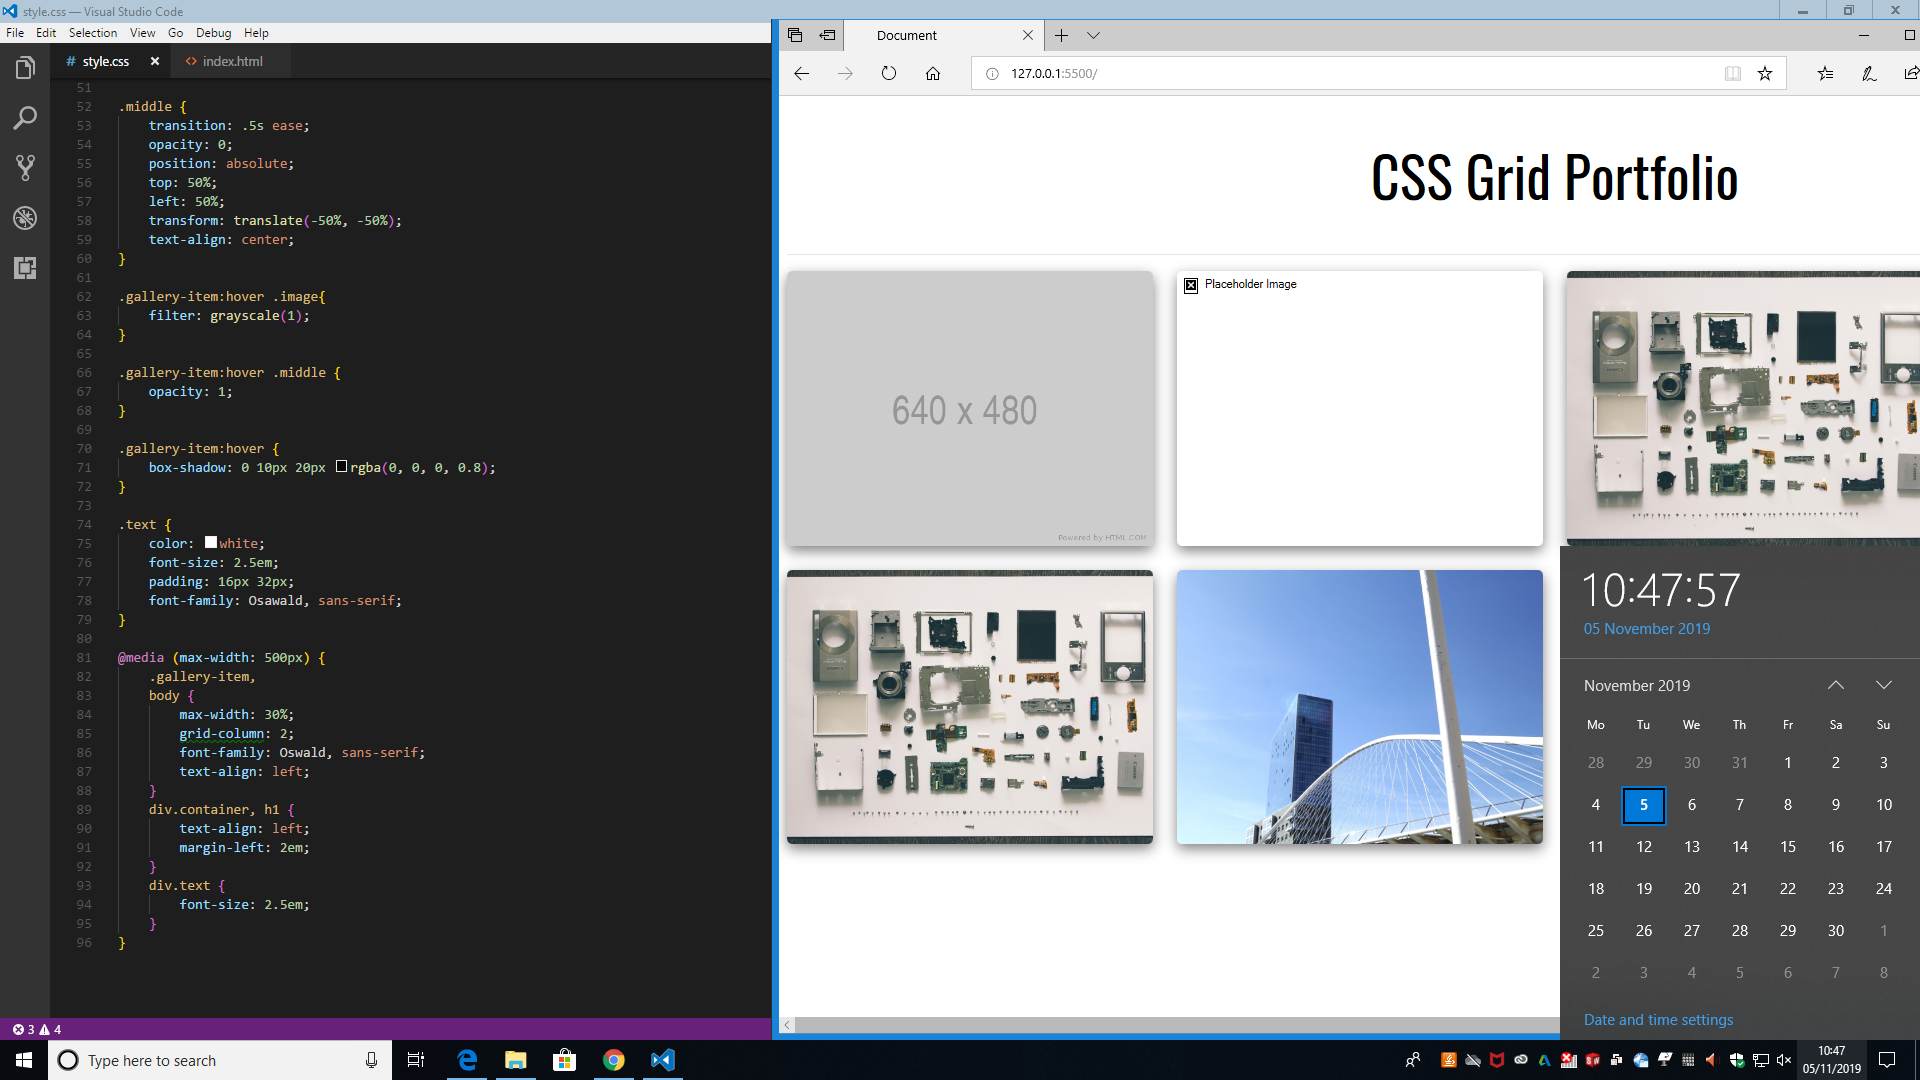 style.css — Visual Studio Code
File Edit Selection View Go Debug Help
# style.css
<> index.html
51
52 .middle {
53 transition: .5s ease;
54 opacity: 0;
55 position: absolute;
56 top: 50%;
57 left: 50%;
58 transform: translate(-50%, -50%);
59 text-align: center;
60 }
61
62 .gallery-item:hover .image{
63 filter: grayscale(1);
64 }
65
66 .gallery-item:hover .middle {
67 opacity: 1;
68 }
69
70 .gallery-item:hover {
71 box-shadow: 0 10px 20px rgba(0, 0, 0, 0.8);
72 }
73
74 .text {
75 color: white;
76 font-size: 2.5em;
77 padding: 16px 32px;
78 font-family: Osawald, sans-serif;
79 }
80
81 @media (max-width: 500px) {
82 .gallery-item,
83 body {
84 max-width: 30%;
85 grid-column: 2;
86 font-family: Oswald, sans-serif;
87 text-align: left;
88 }
89 div.container, h1 {
90 text-align: left;
91 margin-left: 2em;
92 }
93 div.text {
94 font-size: 2.5em;
95 }
96 }
3 4
Document
127.0.0.1:5500/
CSS Grid Portfolio
640 x 480
Powered by HTML.COM
Placeholder Image
10:47:57
05 November 2019
November 2019
Mo Tu We Th Fr Sa Su
28 29 30 31 1 2 3
4 5 6 7 8 9 10
11 12 13 14 15 16 17
18 19 20 21 22 23 24
25 26 27 28 29 30 1
2 3 4 5 6 7 8
Date and time settings
Type here to search
10:47
05/11/2019